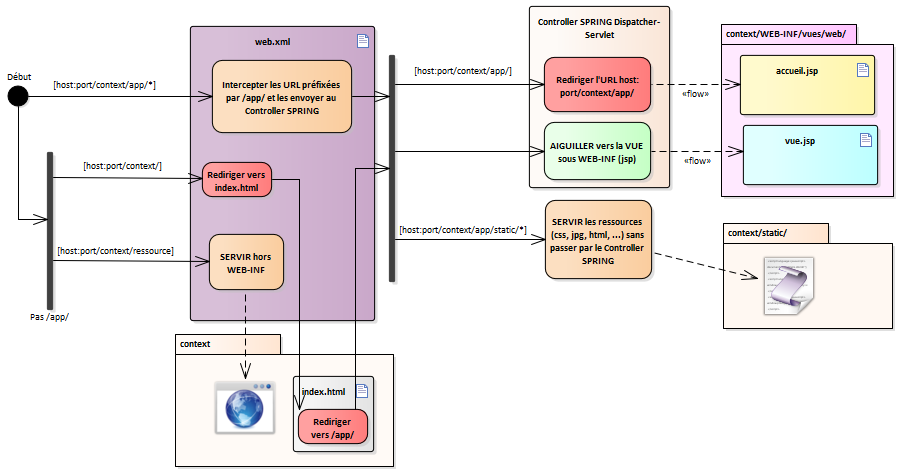 Début
[host:port/context/app/*]
Pas /app/
[host:port/context/]
[host:port/context/ressource]
web.xml
Intercepter les URL préfixées
par /app/ et les envoyer au
Controller SPRING
Rediriger vers
index.html
SERVIR hors
WEB-INF
context
index.html
Rediriger
vers /app/
[host:port/context/app/]
[host:port/context/app/static/*]
Controller SPRING Dispatcher-
Servlet
Rediriger l'URL host:
port/context/app/
AIGUILLER vers la VUE
sous WEB-INF (jsp)
SERVIR les ressources
(css, jpg, html, ...) sans
passer par le Controller
SPRING
«flow»
«flow»
context/WEB-INF/vues/web/
accueil.jsp
vue.jsp
context/static/